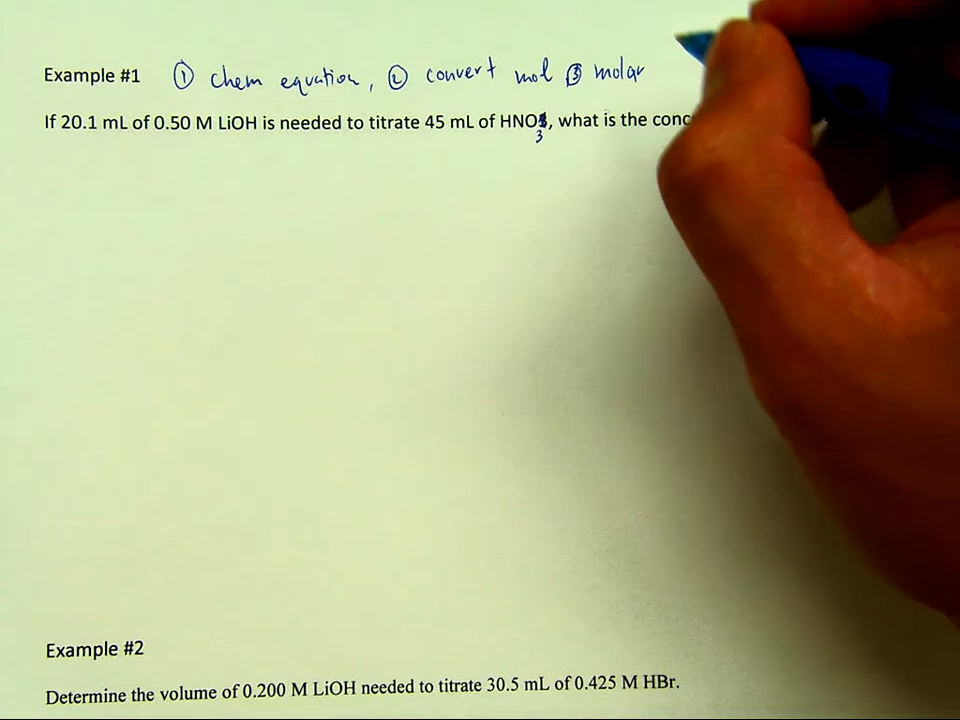 Example #1 ① chem equation, ② convert mol ③ molar
If 20.1 mL of 0.50 M LiOH is needed to titrate 45 mL of HNO3, what is the conc
Example #2
Determine the volume of 0.200 M LiOH needed to titrate 30.5 mL of 0.425 M HBr.